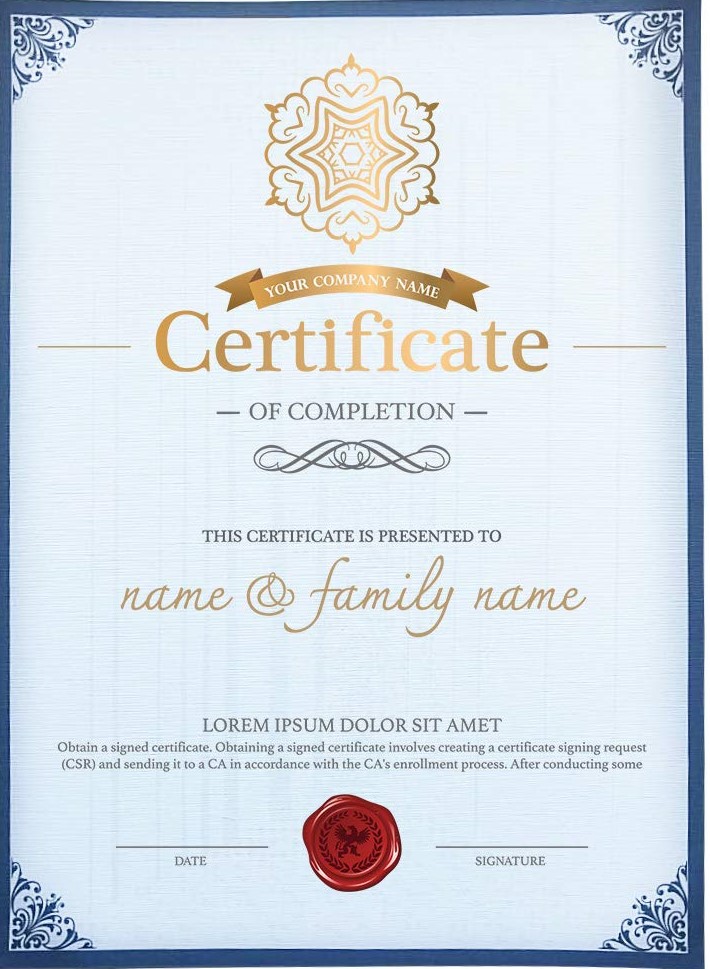 YOUR COMPANY NAME
Certificate
— OF COMPLETION —
THIS CERTIFICATE IS PRESENTED TO
name & family name
LOREM IPSUM DOLOR SIT AMET
Obtain a signed certificate. Obtaining a signed certificate involves creating a certificate signing request
(CSR) and sending it to a CA in accordance with the CA's enrollment process. After conducting some
DATE
SIGNATURE